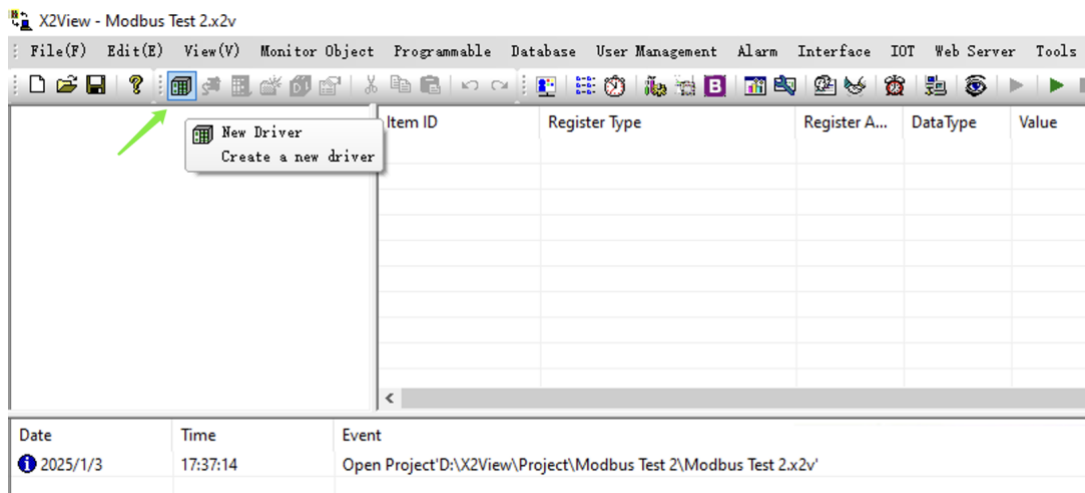 X2View - Modbus Test 2.x2v
File(F) Edit(E) View(V) Monitor Object Programmable Database User Management Alarm Interface IOT Web Server Tools
New Driver
Create a new driver
Item ID Register Type Register A... DataType Value
Date Time Event
2025/1/3 17:37:14 Open Project'D:\X2View\Project\Modbus Test 2\Modbus Test 2.x2v'